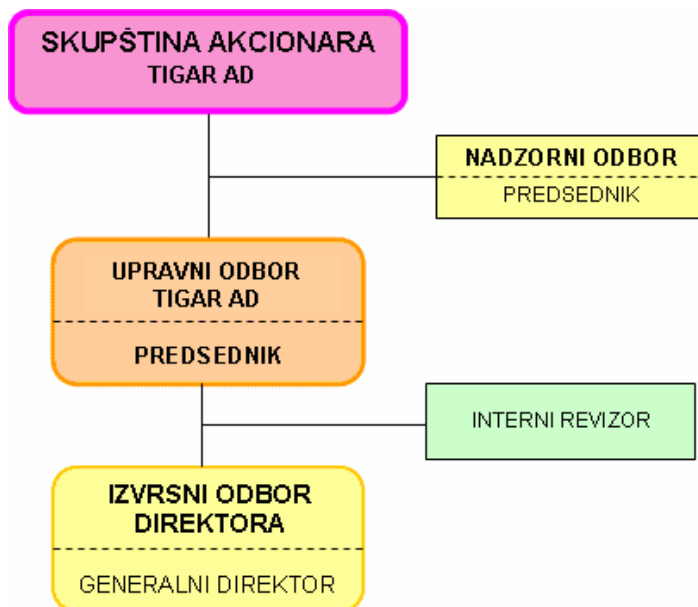 SKUPŠTINA AKCIONARA
TIGAR AD
NADZORNI ODBOR
PREDSEDNIK
UPRAVNI ODBOR
TIGAR AD
PREDSEDNIK
INTERNI REVIZOR
IZVRSNI ODBOR
DIREKTORA
GENERALNI DIREKTOR